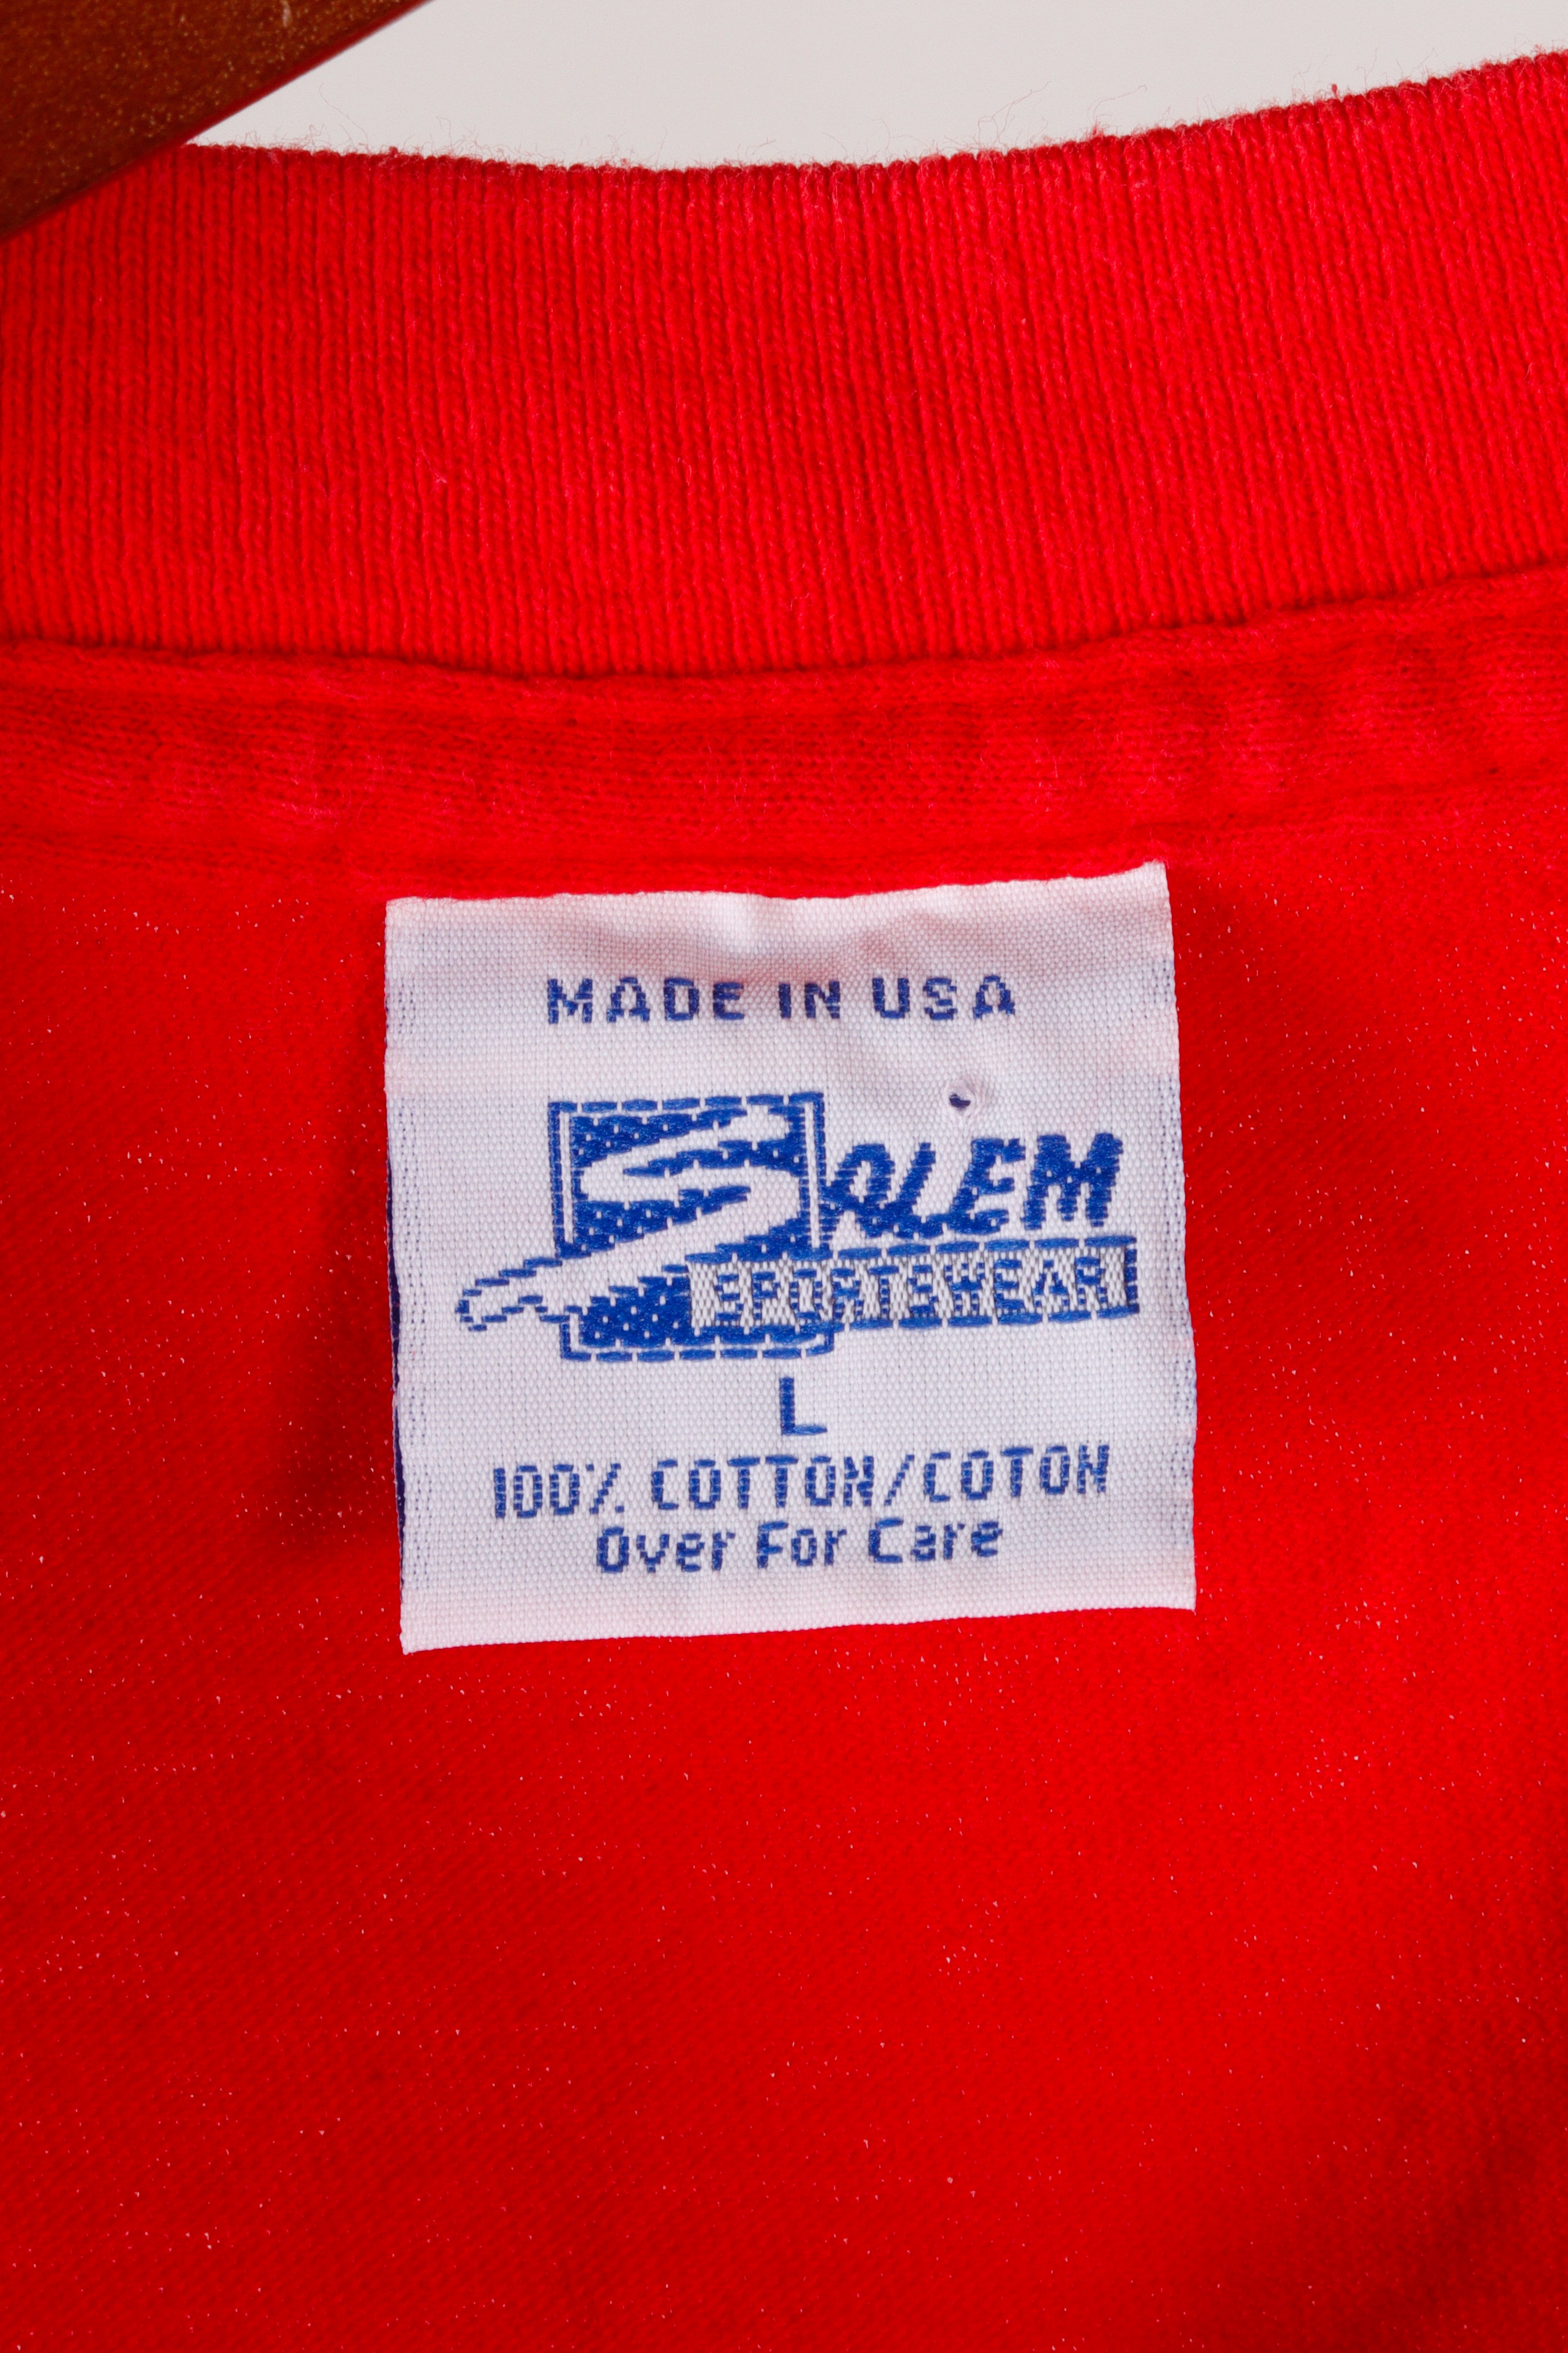 MADE IN USA
SALEM
SPORTSWEAR
L
100% COTTON/COTON
Over For Care